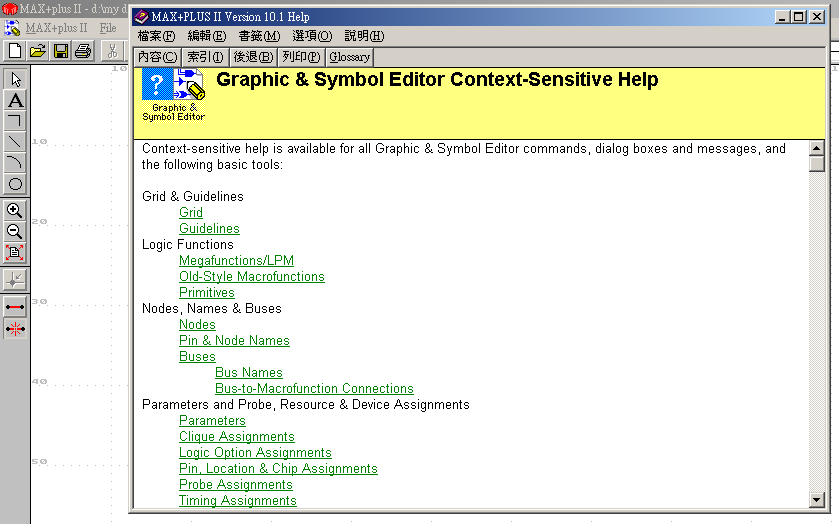 MAX+plus II - d:\my d
MAX+plus II File
MAX+PLUS II Version 10.1 Help
檔案(F) 編輯(E) 書籤(M) 選項(O) 說明(H)
內容(C) 索引(I) 後退(B) 列印(P) Glossary
Graphic &
Symbol Editor
Graphic & Symbol Editor Context-Sensitive Help
Context-sensitive help is available for all Graphic & Symbol Editor commands, dialog boxes and messages, and
the following basic tools:
Grid & Guidelines
Grid
Guidelines
Logic Functions
Megafunctions/LPM
Old-Style Macrofunctions
Primitives
Nodes, Names & Buses
Nodes
Pin & Node Names
Buses
Bus Names
Bus-to-Macrofunction Connections
Parameters and Probe, Resource & Device Assignments
Parameters
Clique Assignments
Logic Option Assignments
Pin, Location & Chip Assignments
Probe Assignments
Timing Assignments
A
10
10
20
30
40
50